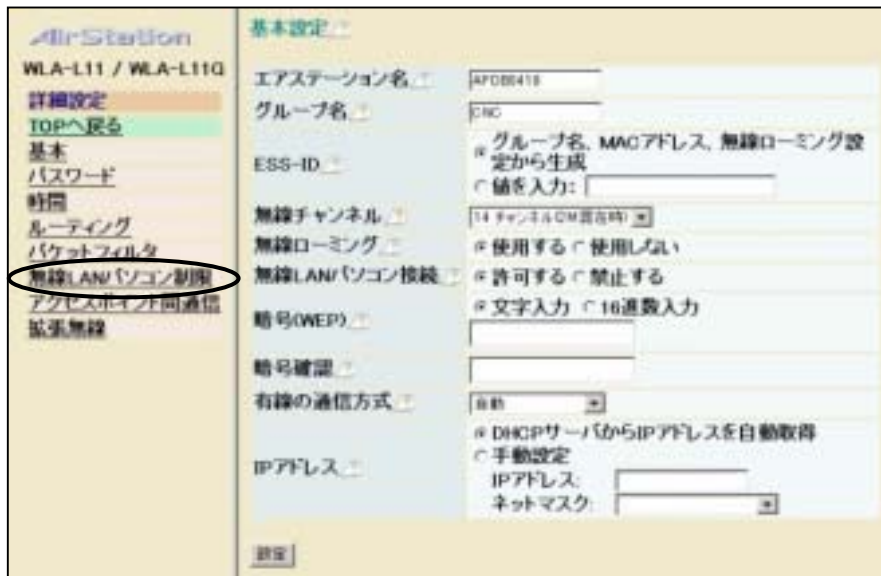 AirStation
WLA-L11 / WLA-L11G
詳細設定
TOPへ戻る
基本
パスワード
時間
ルーティング
パケットフィルタ
無線LANパソコン制限
アクセスポイント間通信
拡張無線
基本設定
エアステーション名
グループ名
ESS-ID
グループ名、MACアドレス、無線ローミング設定から生成
値を入力:
無線チャンネル
14 チャンネル
無線ローミング
使用する 使用しない
無線LANパソコン接続
許可する 禁止する
暗号(WEP)
文字入力 16進数入力
暗号確認
有線の通信方式
自動
IPアドレス
DHCPサーバからIPアドレスを自動取得
手動設定
IPアドレス:
ネットマスク:
設定